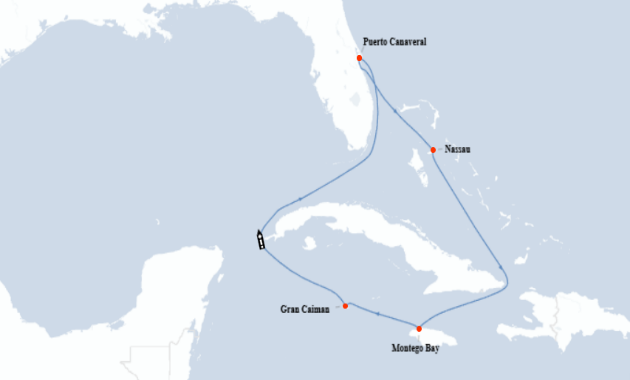 Puerto Canaveral
Nassau
Gran Caiman
Montego Bay